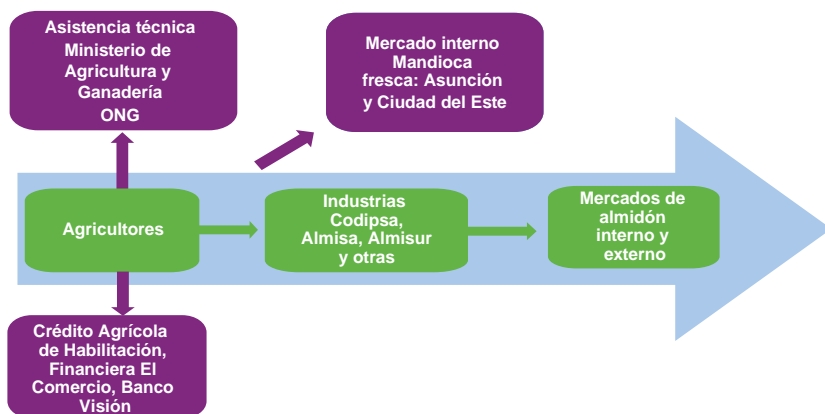 Asistencia técnica
Ministerio de
Agricultura y
Ganadería
ONG
Mercado interno
Mandioca
fresca: Asunción
y Ciudad del Este
Agricultores
Industrias
Codipsa,
Almisa, Almisur
y otras
Mercados de
almidón
interno y
externo
Crédito Agrícola
de Habilitación,
Financiera El
Comercio, Banco
Visión